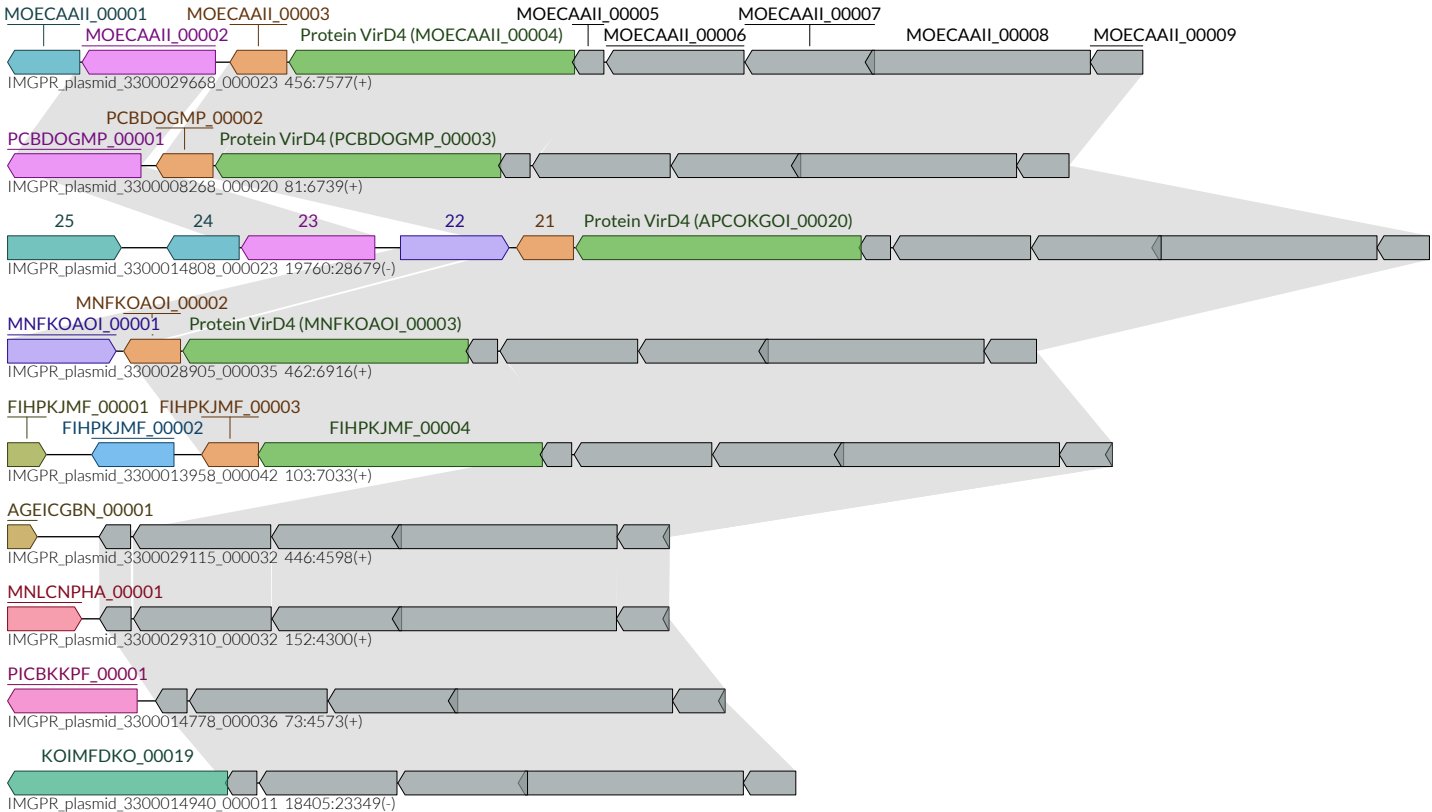 MOECAAII_00001 MOECAAII_00003 MOECAAII_00005 MOECAAII_00007
MOECAAII_00002 Protein VirD4 (MOECAAII_00004) MOECAAII_00006 MOECAAII_00008 MOECAAII_00009
IMGPR_plasmid_3300029668_000023 456:7577(+)
PCBDOGMP_00002
PCBDOGMP_00001 Protein VirD4 (PCBDOGMP_00003)
IMGPR_plasmid_3300008268_000020 81:6739(+)
25 24 23 22 21 Protein VirD4 (APCOKGOI_00020)
IMGPR_plasmid_3300014808_000023 19760:28679(-)
MNFKOAOI_00002
MNFKOAOI_00001 Protein VirD4 (MNFKOAOI_00003)
IMGPR_plasmid_3300028905_000035 462:6916(+)
FIHPKJMF_00001 FIHPKJMF_00003
FIHPKJMF_00002 FIHPKJMF_00004
IMGPR_plasmid_3300013958_000042 103:7033(+)
AGEICGBN_00001
IMGPR_plasmid_3300029115_000032 446:4598(+)
MNLCNPHA_00001
IMGPR_plasmid_3300029310_000032 152:4300(+)
PICBKKPF_00001
IMGPR_plasmid_3300014778_000036 73:4573(+)
KOIMFDKO_00019
IMGPR_plasmid_3300014940_000011 18405:23349(-)